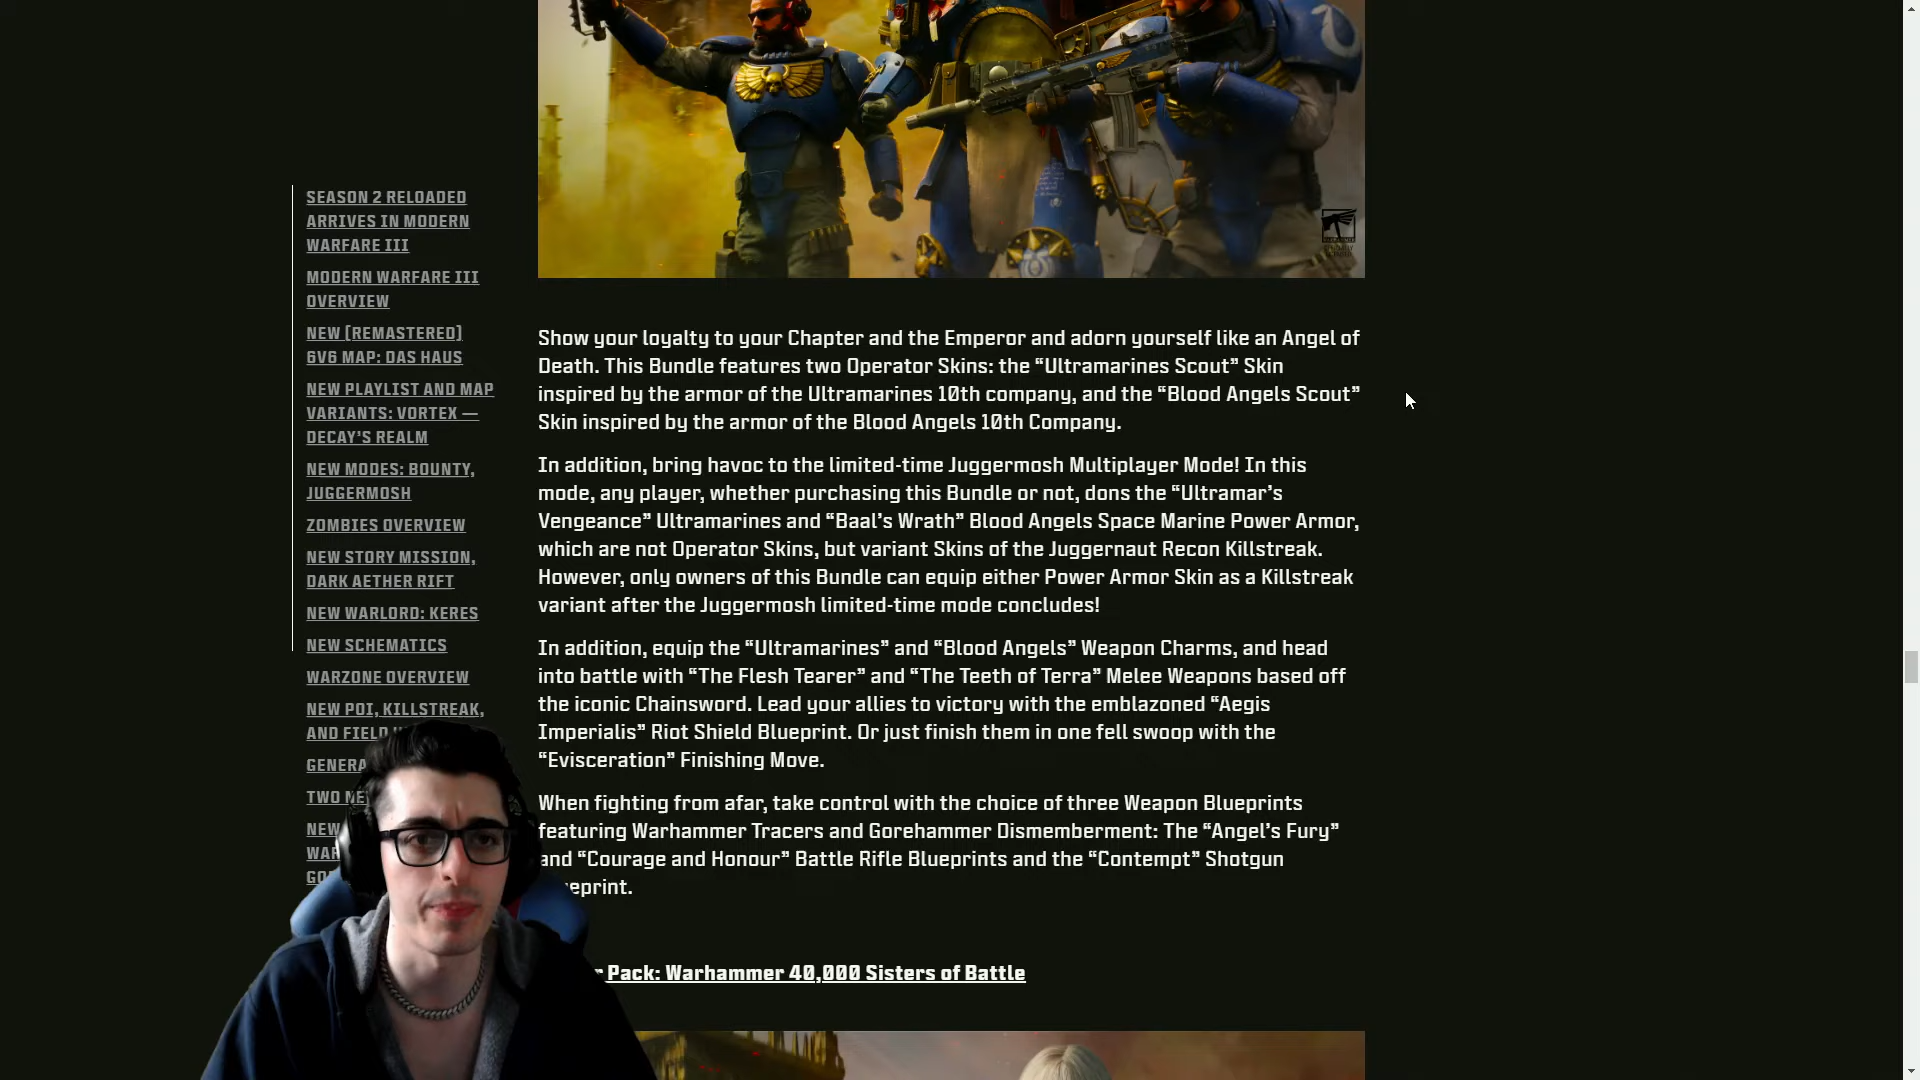 SEASON 2 RELOADED
ARRIVES IN MODERN
WARFARE III
MODERN WARFARE III
OVERVIEW
NEW [REMASTERED]
6V6 MAP: DAS HAUS
NEW PLAYLIST AND MAP
VARIANTS: VORTEX —
DECAY’S REALM
NEW MODES: BOUNTY,
JUGGERMOSH
ZOMBIES OVERVIEW
NEW STORY MISSION,
DARK AETHER RIFT
NEW WARLORD: KERES
NEW SCHEMATICS
WARZONE OVERVIEW
NEW POI, KILLSTREAK,
AND FIELD
TWO
NEW
Show your loyalty to your Chapter and the Emperor and adorn yourself like an Angel of
Death. This Bundle features two Operator Skins: the “Ultramarines Scout” Skin
inspired by the armor of the Ultramarines 10th company, and the “Blood Angels Scout”
Skin inspired by the armor of the Blood Angels 10th Company.
In addition, bring havoc to the limited-time Juggermosh Multiplayer Mode! In this
mode, any player, whether purchasing this Bundle or not, dons the “Ultramar’s
Vengeance” Ultramarines and “Baal’s Wrath” Blood Angels Space Marine Power Armor,
which are not Operator Skins, but variant Skins of the Juggernaut Recon Killstreak.
However, only owners of this Bundle can equip either Power Armor Skin as a Killstreak
variant after the Juggermosh limited-time mode concludes!
In addition, equip the “Ultramarines” and “Blood Angels” Weapon Charms, and head
into battle with “The Flesh Tearer” and “The Teeth of Terra” Melee Weapons based off
the iconic Chainsword. Lead your allies to victory with the emblazoned “Aegis
Imperialis” Riot Shield Blueprint. Or just finish them in one fell swoop with the
“Evisceration” Finishing Move.
When fighting from afar, take control with the choice of three Weapon Blueprints
featuring Warhammer Tracers and Gorehammer Dismemberment: The “Angel’s Fury”
and “Courage and Honour” Battle Rifle Blueprints and the “Contempt” Shotgun
eprint.
Pack: Warhammer 40,000 Sisters of Battle